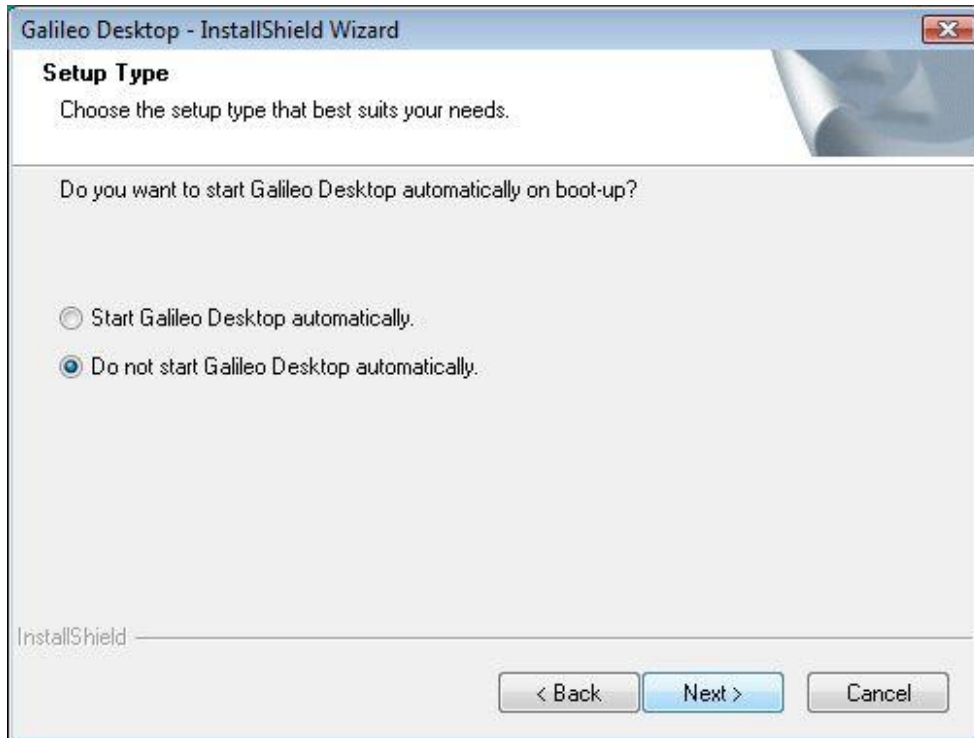 Galileo Desktop - InstallShield Wizard
Setup Type
Choose the setup type that best suits your needs.
Do you want to start Galileo Desktop automatically on boot-up?
Start Galileo Desktop automatically.
Do not start Galileo Desktop automatically.
InstallShield
< Back Next > Cancel